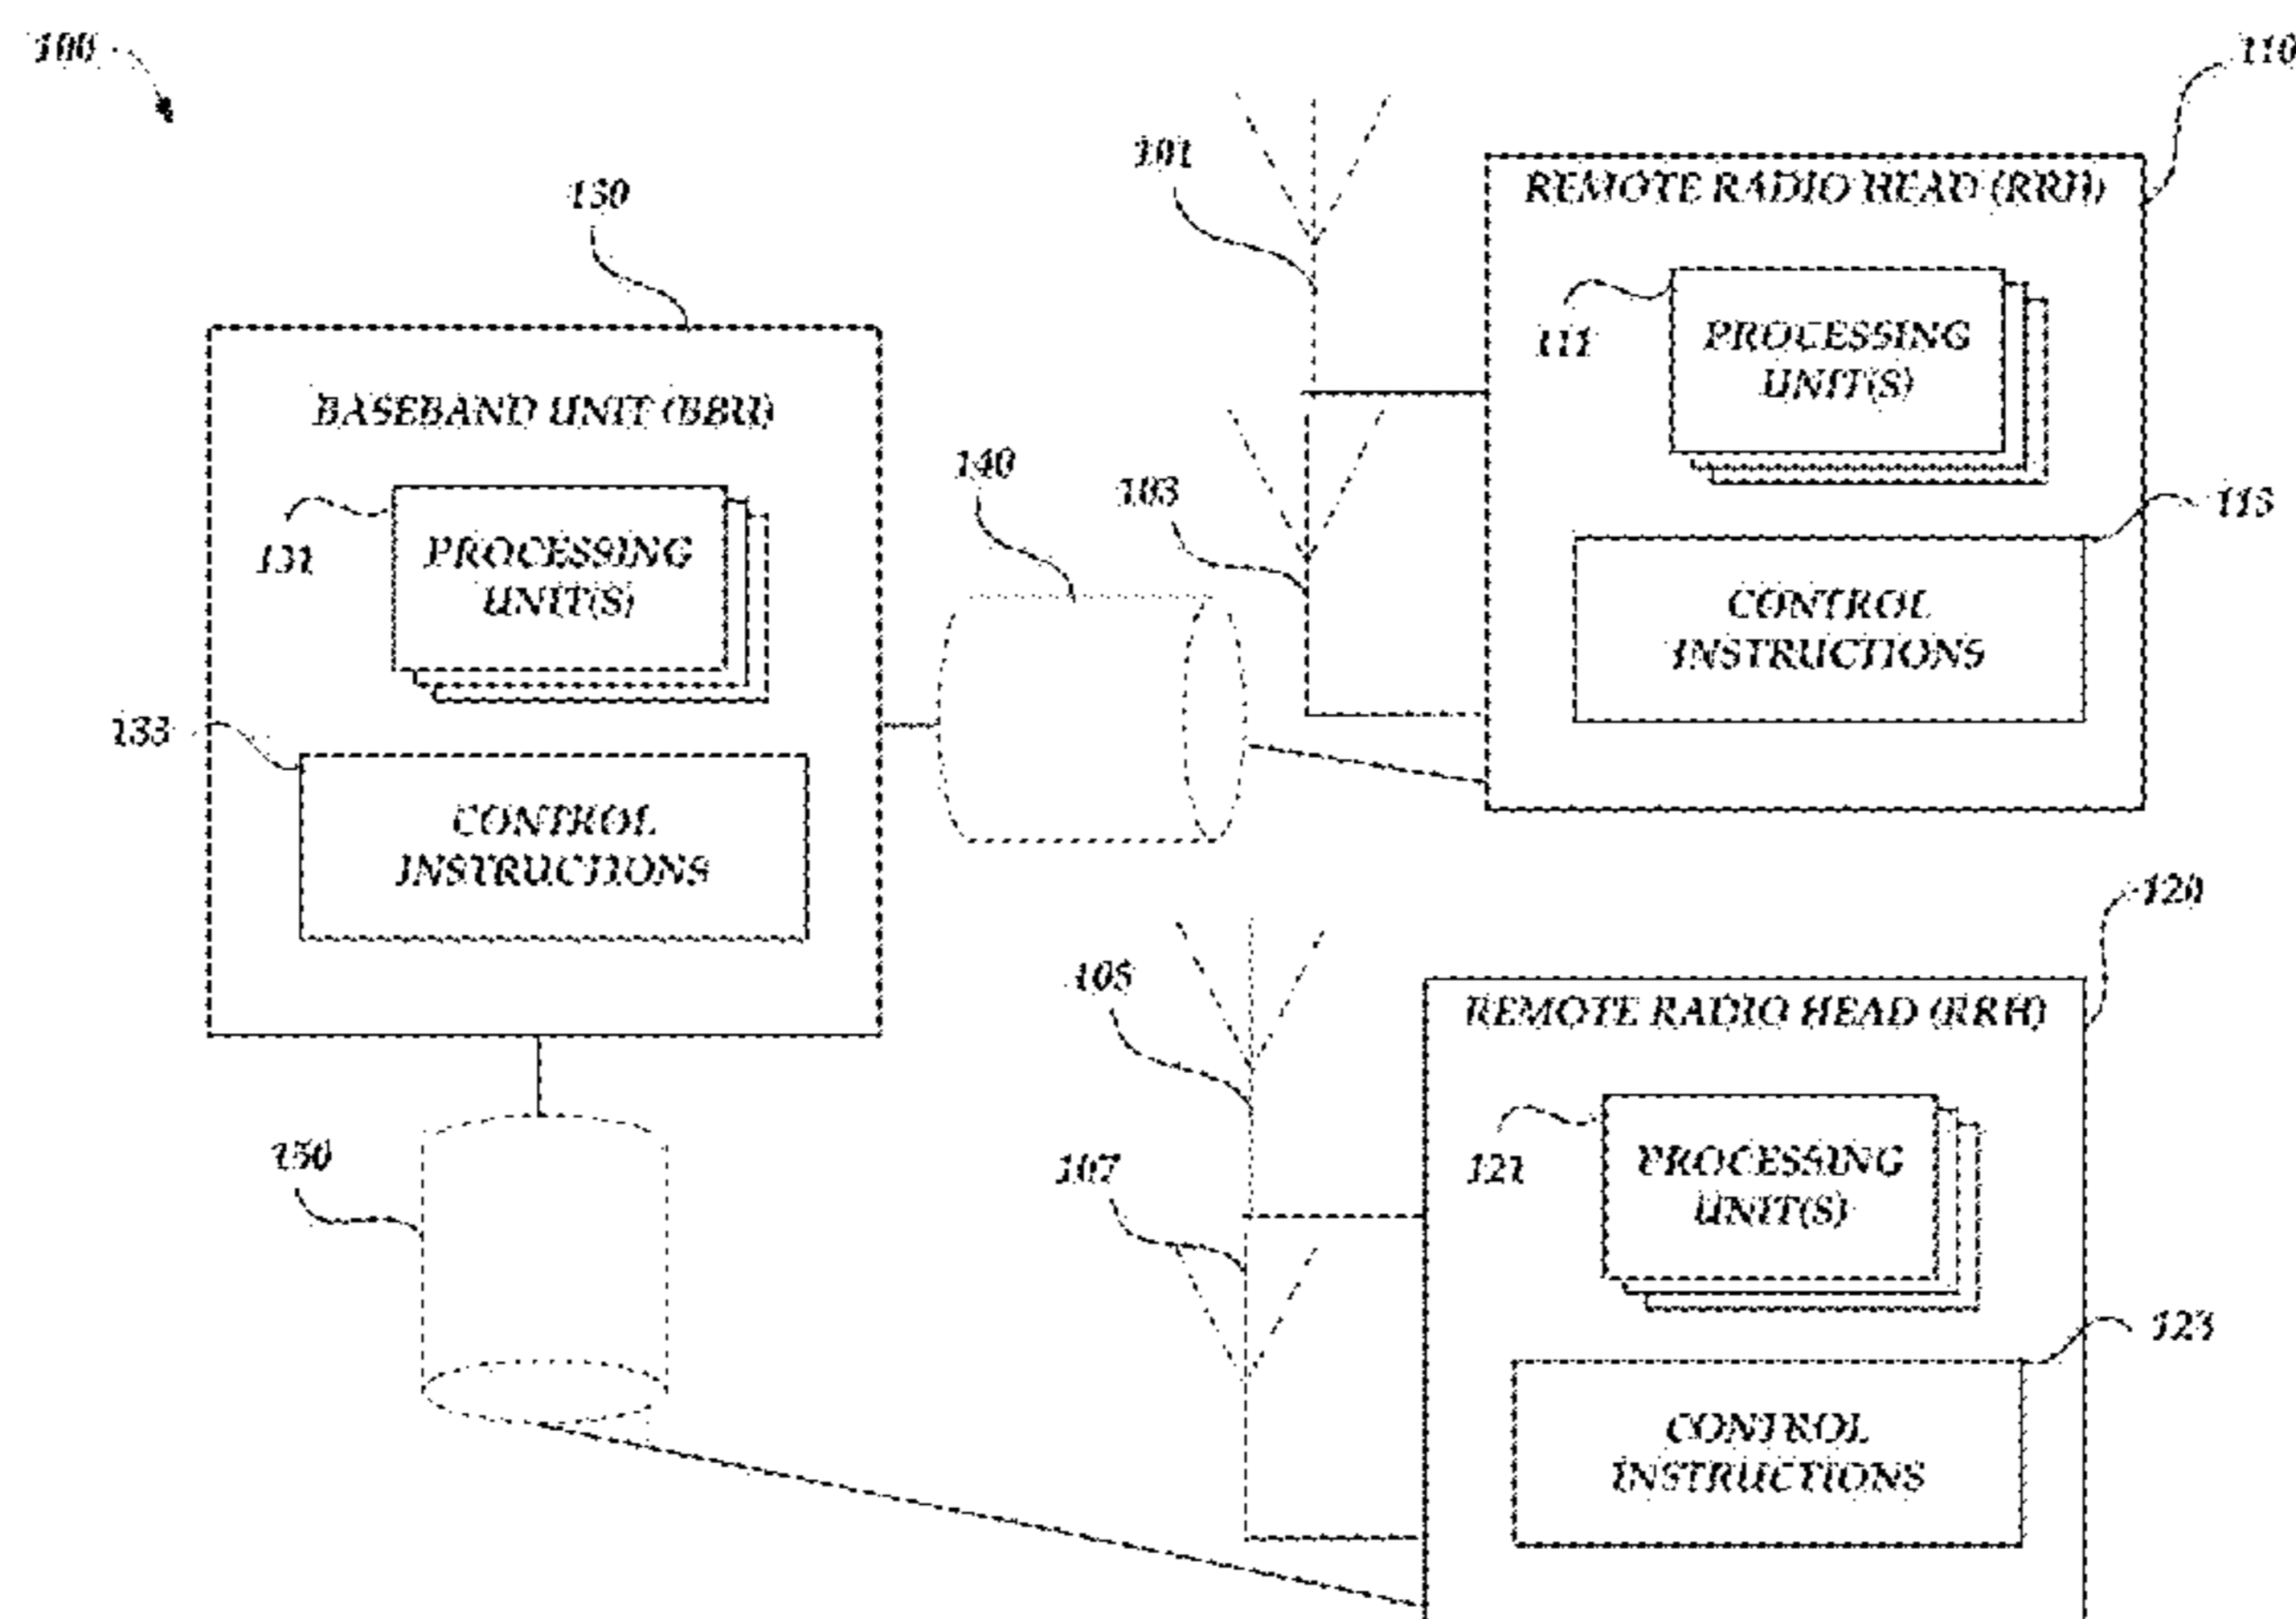 100
110
101
130
REMOTE RADIO HEAD (RRH)
111
PROCESSING
UNIT(S)
BASEBAND UNIT (BBU)
140
103
113
131
PROCESSING
UNIT(S)
CONTROL
INSTRUCTIONS
133
CONTROL
INSTRUCTIONS
120
105
REMOTE RADIO HEAD (RRH)
150
107
121
PROCESSING
UNIT(S)
123
CONTROL
INSTRUCTIONS